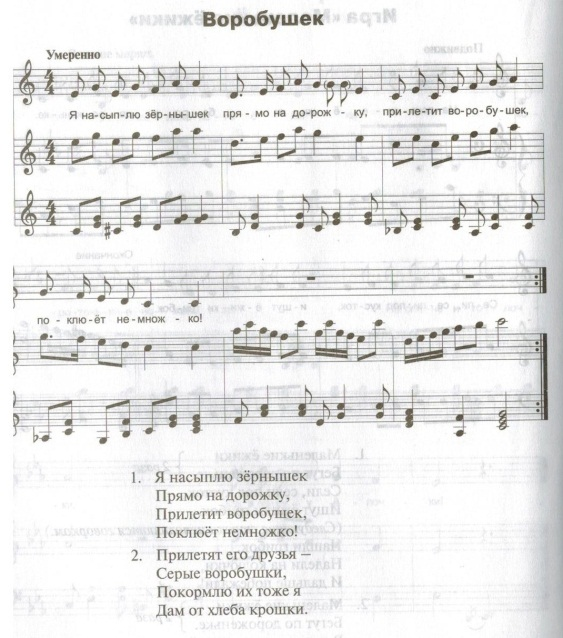 Воробушек
Умеренно
Я на-сып-лю зёр-ны-шек пря-мо на до-рож-ку, при-ле-тит во-ро-бу-шек,
по-клю-ёт не-множ-ко!
1. Я насыплю зёрнышек
Прямо на дорожку,
Прилетит воробушек,
Поклюёт немножко!
2. Прилетят его друзья –
Серые воробушки,
Покормлю их тоже я
Дам от хлеба крошки.